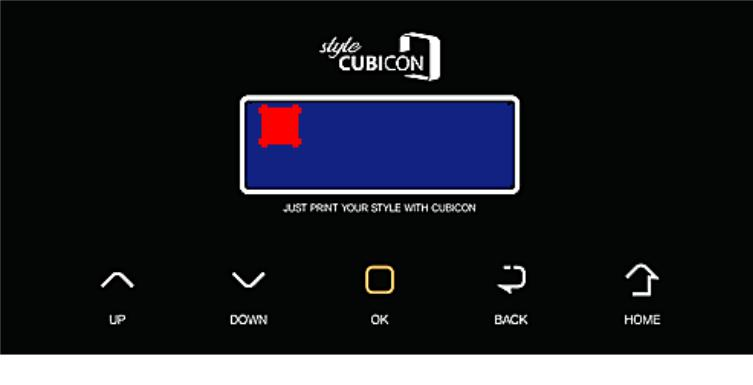 style
CUBICON
JUST PRINT YOUR STYLE WITH CUBICON
UP DOWN OK BACK HOME